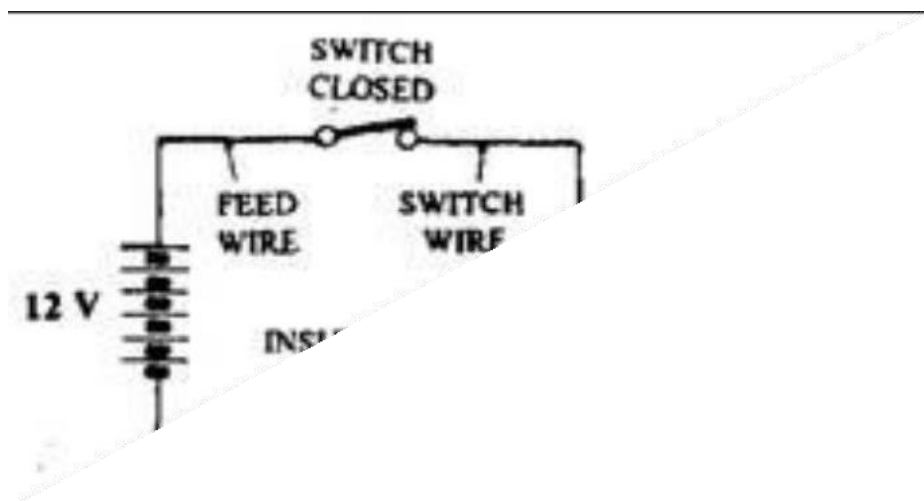 SWITCH
CLOSED
FEED
WIRE
SWITCH
WIRE
12 V